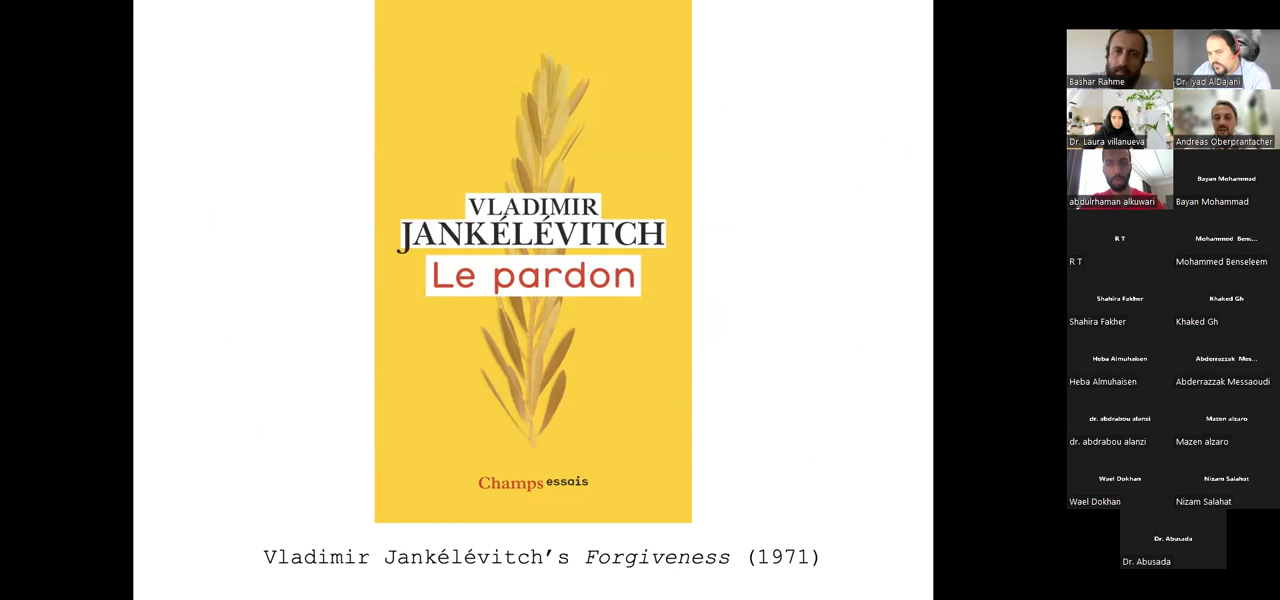 VLADIMIR
JANKÉLÉVITCH
Le pardon
Champs essais
Vladimir Jankélévitch’s Forgiveness (1971)
Bashar Rahme
Dr. Iyad AlDajani
Dr. Laura villanueva
Andreas Oberprantacher
abdulrhaman alkuwari
Bayan Mohammad
Bayan Mohammad
R T
Mohammed Bens...
R T
Mohammed Benseleem
Shahira Fakher
Khaked Gh
Shahira Fakher
Khaked Gh
Heba Almuhaisen
Abderrazzak Mes...
Heba Almuhaisen
Abderrazzak Messaoudi
dr. abdrabou alanzi
Mazen alzaro
dr. abdrabou alanzi
Mazen alzaro
Wael Dokhan
Nizam Salahat
Wael Dokhan
Nizam Salahat
Dr. Abusada
Dr. Abusada